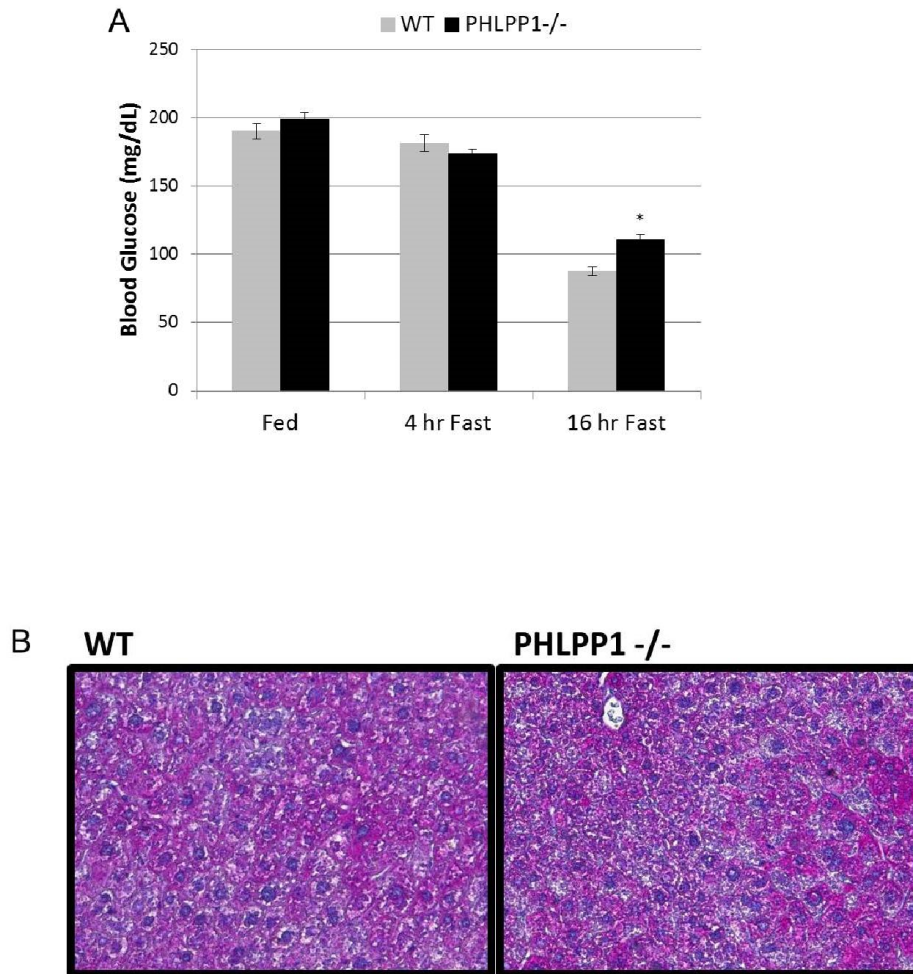 A
WT PHLPP1-/-
250
200
150
100
50
0
Blood Glucose (mg/dL)
*
Fed 4 hr Fast 16 hr Fast
B
WT PHLPP1 -/-